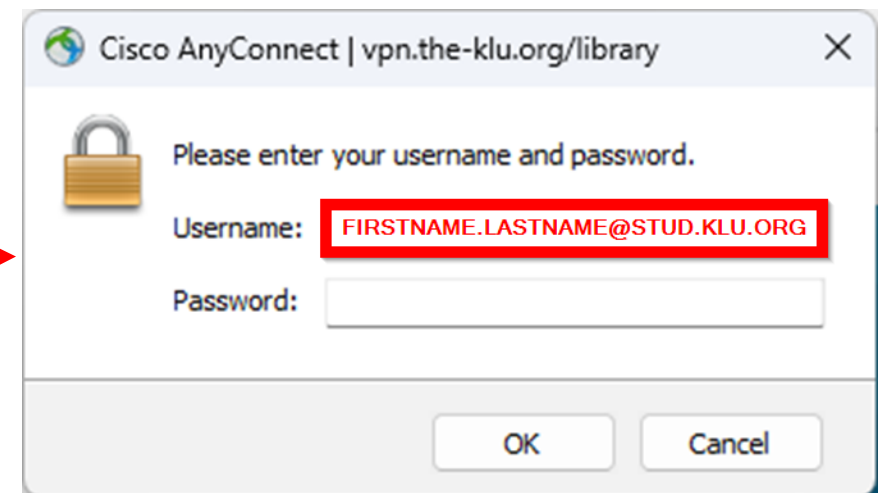 Cisco AnyConnect | vpn.the-klu.org/library
Please enter your username and password.
Username: FIRSTNAME.LASTNAME@STUD.KLU.ORG
Password:
OK Cancel